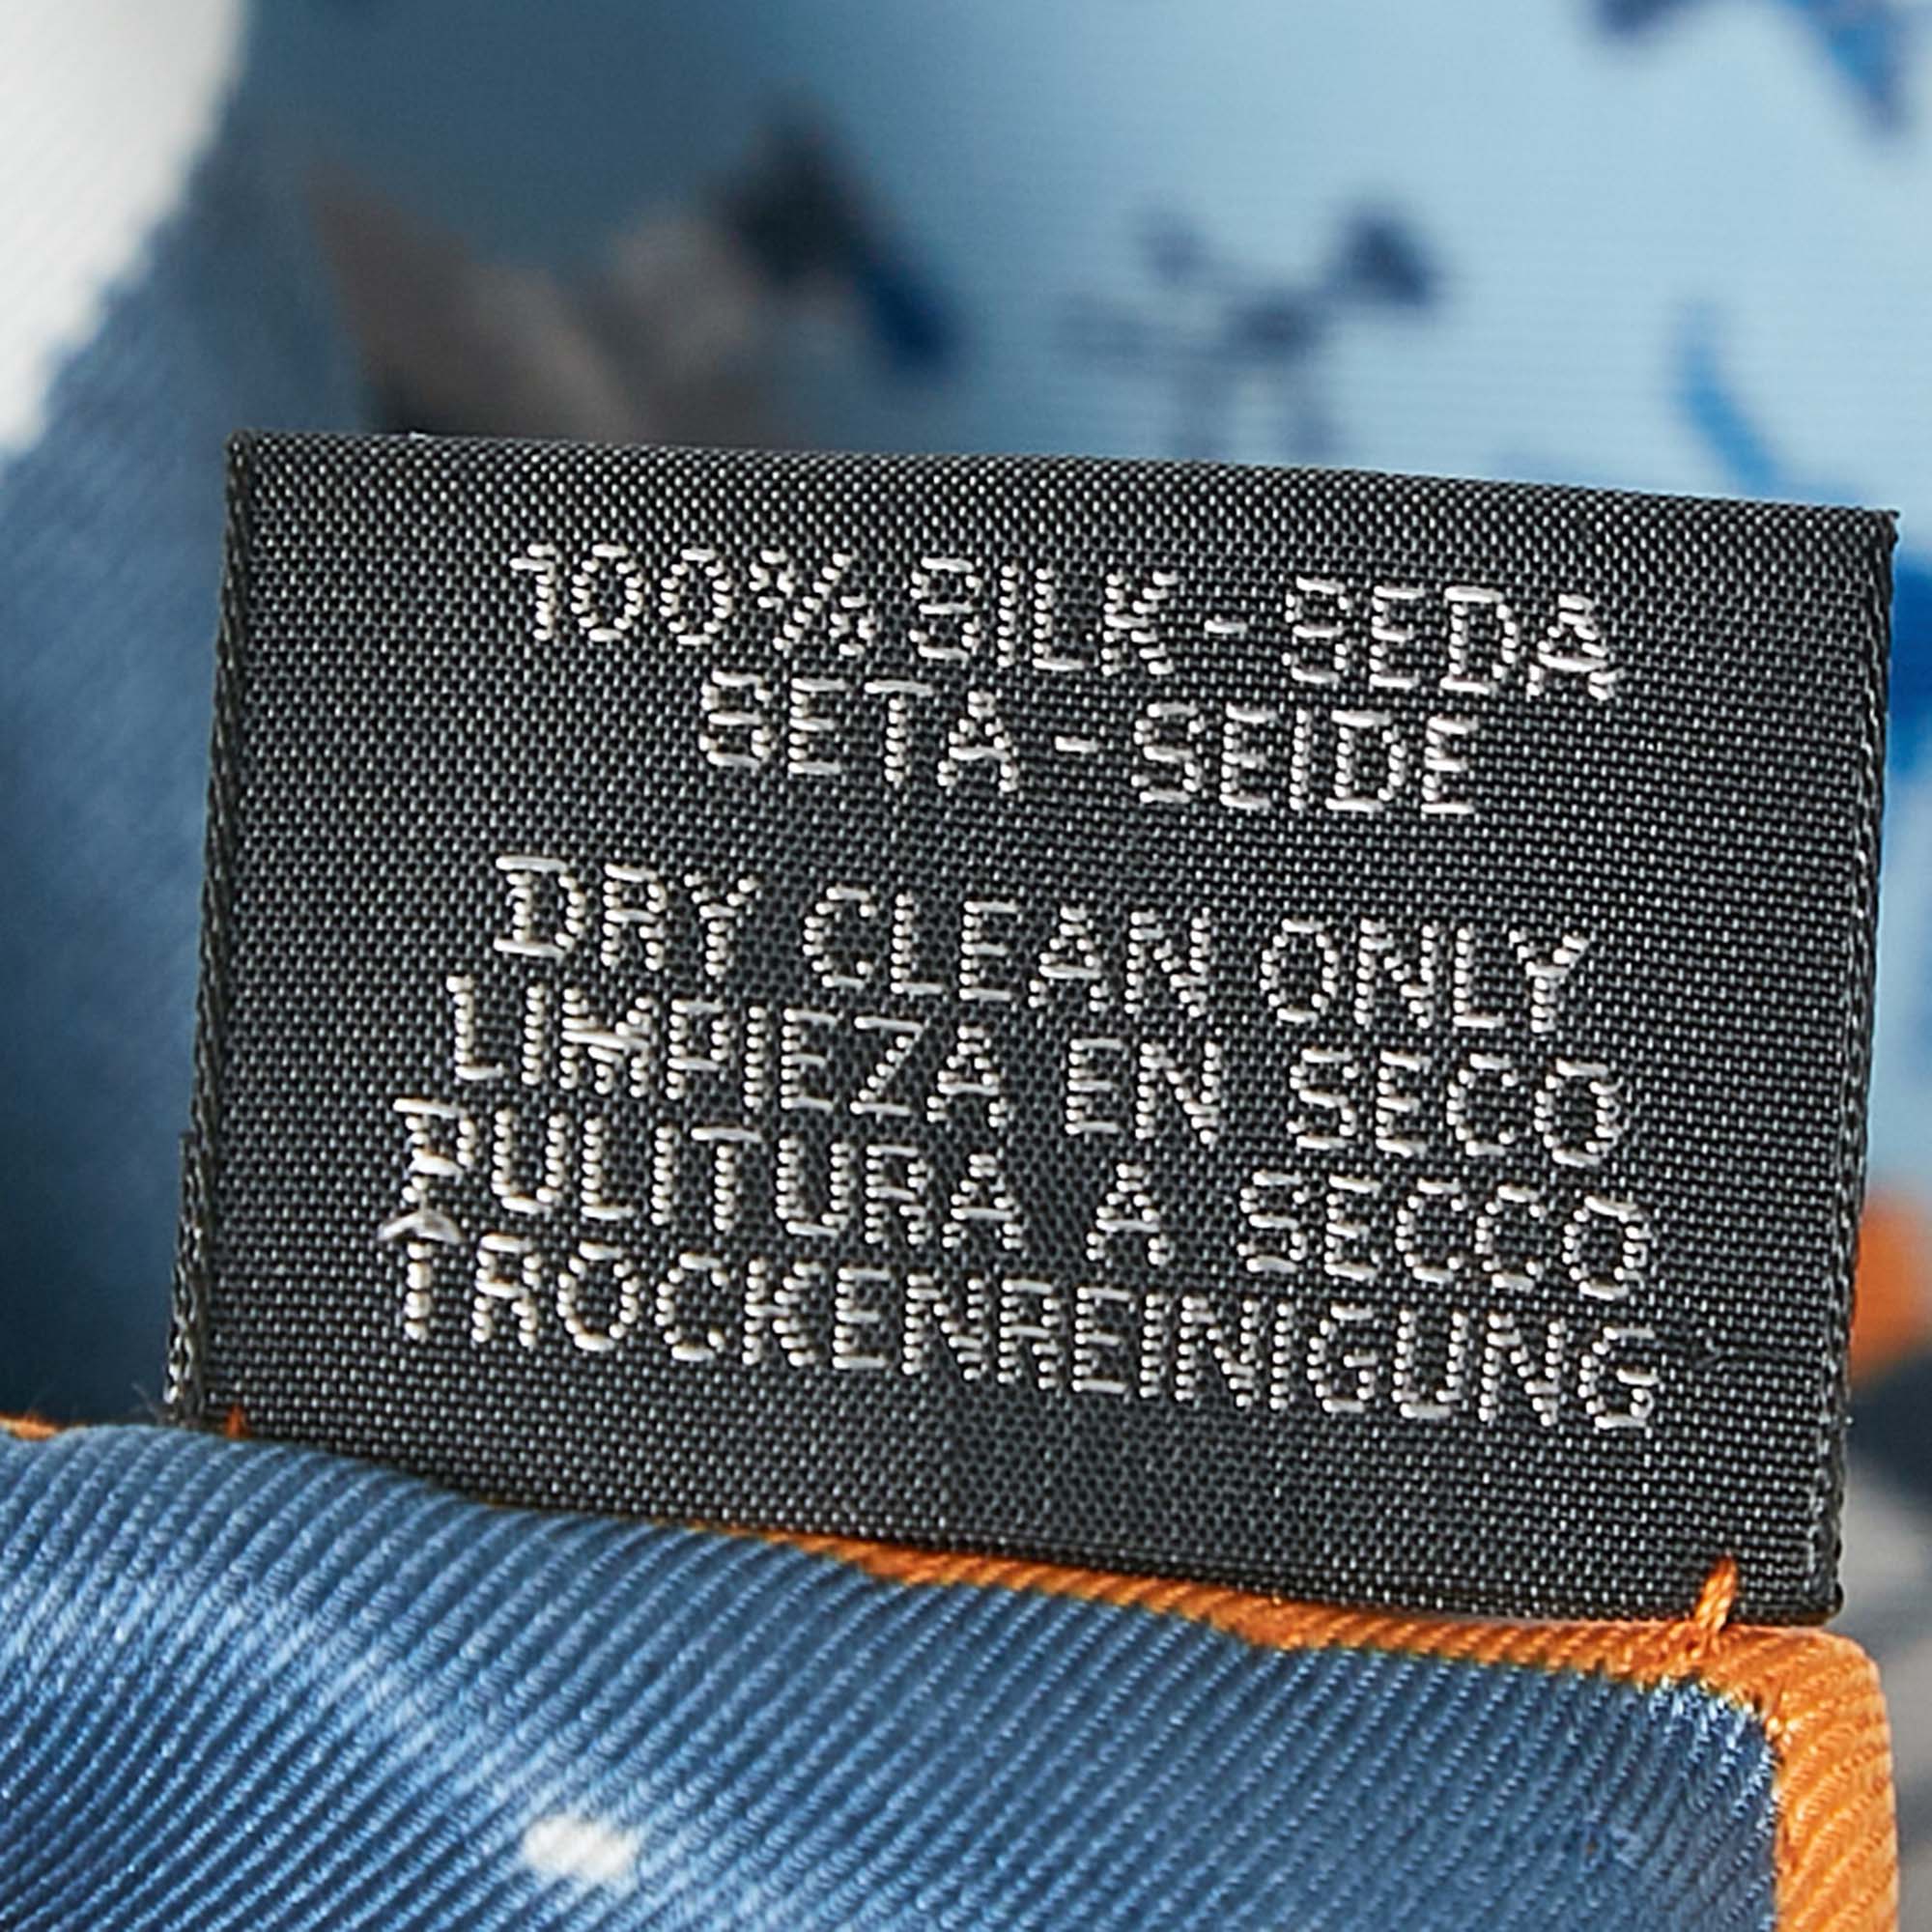 100% SILK - SEDA
SETA - SEIDE
DRY CLEAN ONLY
LIMPIEZA EN SECO
PULITURA A SECCO
TROCKENREINIGUNG